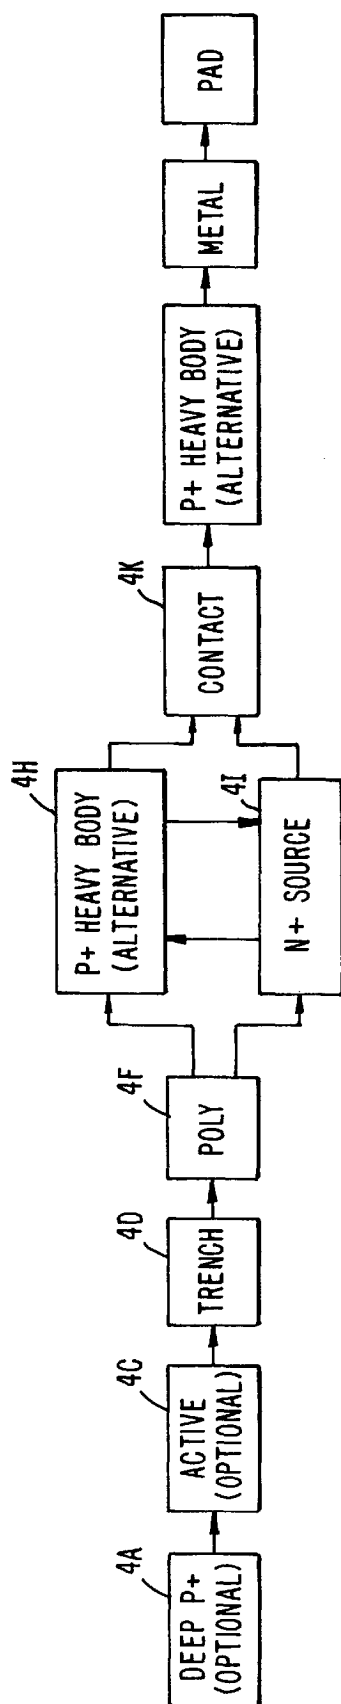 4A
DEEP P+
(OPTIONAL)
4C
ACTIVE
(OPTIONAL)
4D
TRENCH
4F
POLY
4H
P+ HEAVY BODY
(ALTERNATIVE)
4I
N+ SOURCE
4K
CONTACT
P+ HEAVY BODY
(ALTERNATIVE)
METAL
PAD